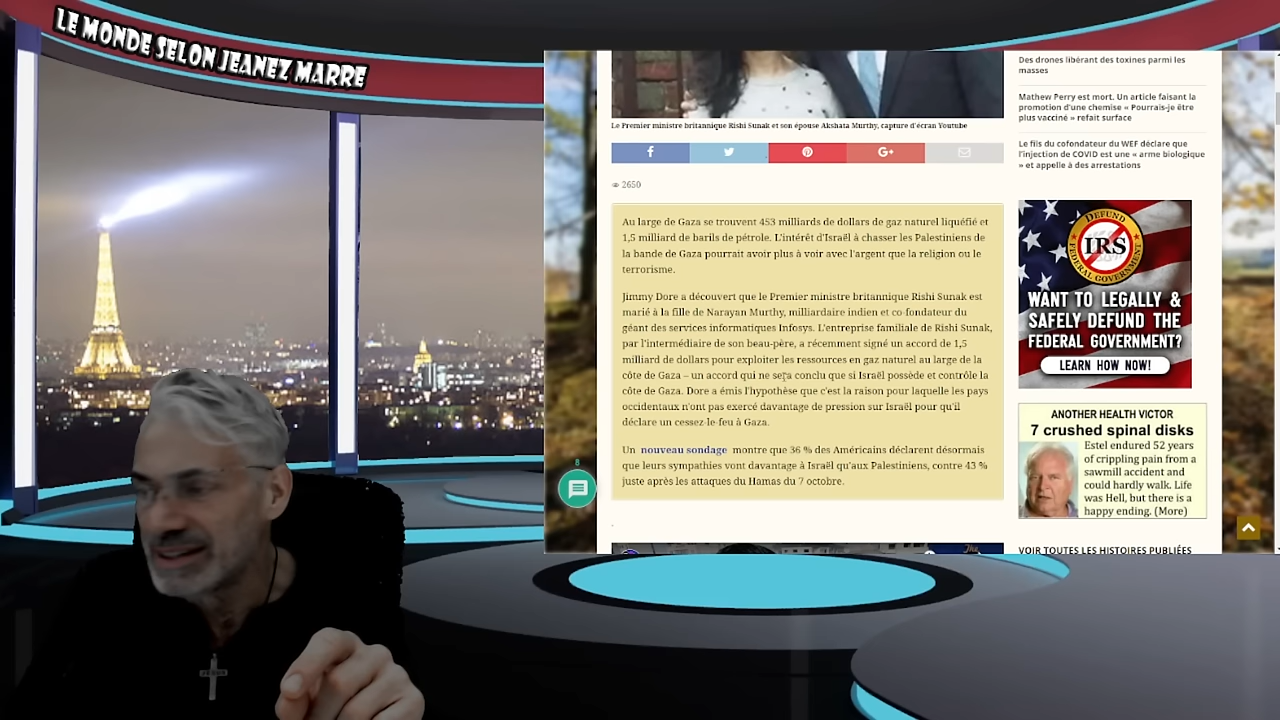 LE MONDE SELON JEANEZ MARRE
Le Premier ministre britannique Rishi Sunak et son épouse Akshata Murthy, capture d'écran Youtube
2650
Au large de Gaza se trouvent 453 milliards de dollars de gaz naturel liquéfié et
1,5 milliard de barils de pétrole. L'intérêt d'Israël à chasser les Palestiniens de
la bande de Gaza pourrait avoir plus à voir avec l'argent que la religion ou le
terrorisme.
Jimmy Dore a découvert que le Premier ministre britannique Rishi Sunak est
marié à la fille de Narayan Murthy, milliardaire indien et co-fondateur du
géant des services informatiques Infosys. L'entreprise familiale de Rishi Sunak,
par l'intermédiaire de son beau-père, a récemment signé un accord de 1,5
milliard de dollars pour exploiter les ressources en gaz naturel au large de la
côte de Gaza – un accord qui ne sera conclu que si Israël possède et contrôle la
côte de Gaza. Dore a émis l'hypothèse que c'est la raison pour laquelle les pays
occidentaux n'ont pas exercé davantage de pression sur Israël pour qu'il
déclare un cessez-le-feu à Gaza.
Un nouveau sondage montre que 36 % des Américains déclarent désormais
que leurs sympathies vont davantage à Israël qu'aux Palestiniens, contre 43 %
juste après les attaques du Hamas du 7 octobre.
8
Des drones libérant des toxines parmi les
masses
Mathew Perry est mort. Un article faisant la
promotion d'une chemise « Pourrais-je être
plus vacciné » refait surface
Le fils du cofondateur du WEF déclare que
l'injection de COVID est une « arme biologique
» et appelle à des arrestations
DEFUND
IRS
FEDERAL GOVERNMENT
WANT TO LEGALLY &
SAFELY DEFUND THE
FEDERAL GOVERNMENT?
LEARN HOW NOW!
ANOTHER HEALTH VICTOR
7 crushed spinal disks
Estel endured 52 years
of crippling pain from a
sawmill accident and
could hardly walk. Life
was Hell, but there is a
happy ending. (More)
VOIR TOUTES LES HISTOIRES PUBLIÉES